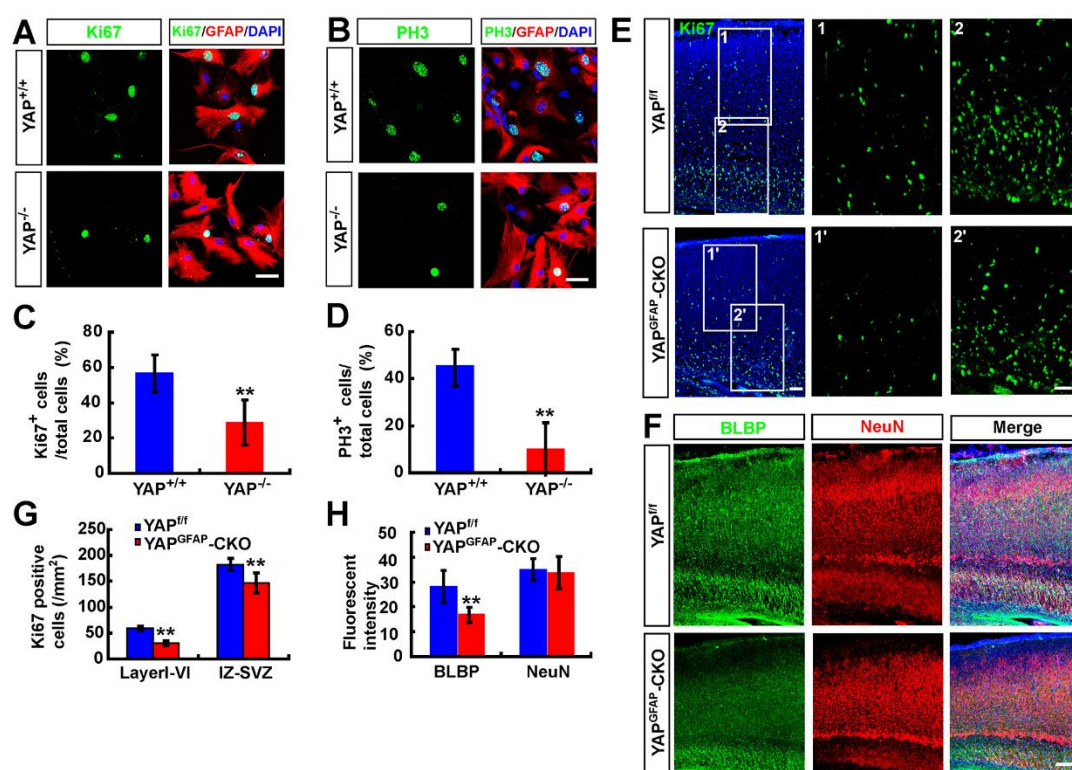 A
Ki67
Ki67/GFAP/DAPI
YAP+/+
YAP-/-
B
PH3
PH3/GFAP/DAPI
YAP+/+
YAP-/-
C
Ki67+ cells
/total cells (%)
80
60
40
20
0
**
YAP+/+
YAP-/-
D
PH3+ cells/
total cells (%)
60
40
20
0
**
YAP+/+
YAP-/-
E
Ki67
1
2
1
2
YAPf/f
1'
2'
1'
2'
YAPGFAP-CKO
F
BLBP
NeuN
Merge
YAPf/f
YAPGFAP-CKO
G
YAPf/f
YAPGFAP-CKO
Ki67 positive
cells (/mm2)
250
200
150
100
50
0
**
**
LayerI-VI
IZ-SVZ
H
YAPf/f
YAPGFAP-CKO
Fluorescent
intensity
50
40
30
20
10
0
**
BLBP
NeuN